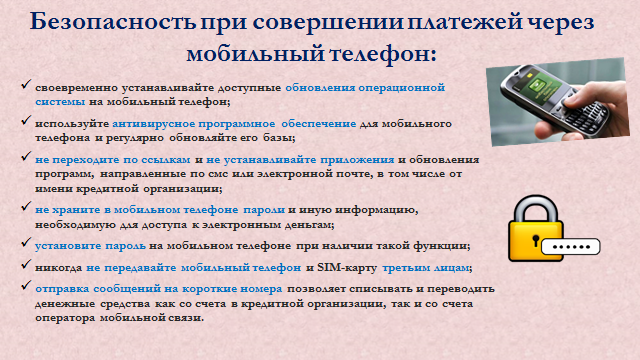 Безопасность при совершении платежей через
мобильный телефон:
своевременно устанавливайте доступные обновления операционной
системы на мобильный телефон;
используйте антивирусное программное обеспечение для мобильного
телефона и регулярно обновляйте его базы;
не переходите по ссылкам и не устанавливайте приложения и обновления
программ, направленные по смс или электронной почте, в том числе от
имени кредитной организации;
не храните в мобильном телефоне пароли и иную информацию,
необходимую для доступа к электронным деньгам;
установите пароль на мобильном телефоне при наличии такой функции;
никогда не передавайте мобильный телефон и SIM-карту третьим лицам;
отправка сообщений на короткие номера позволяет списывать и переводить
денежные средства как со счета в кредитной организации, так и со счета
оператора мобильной связи.